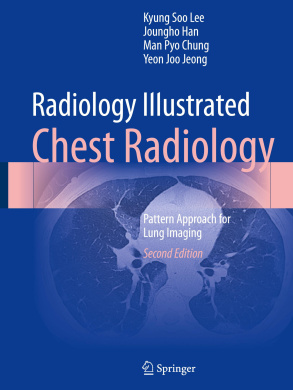 Kyung Soo Lee
Joungho Han
Man Pyo Chung
Yeon Joo Jeong
Radiology Illustrated
Chest Radiology
Pattern Approach for
Lung Imaging
Second Edition
Springer